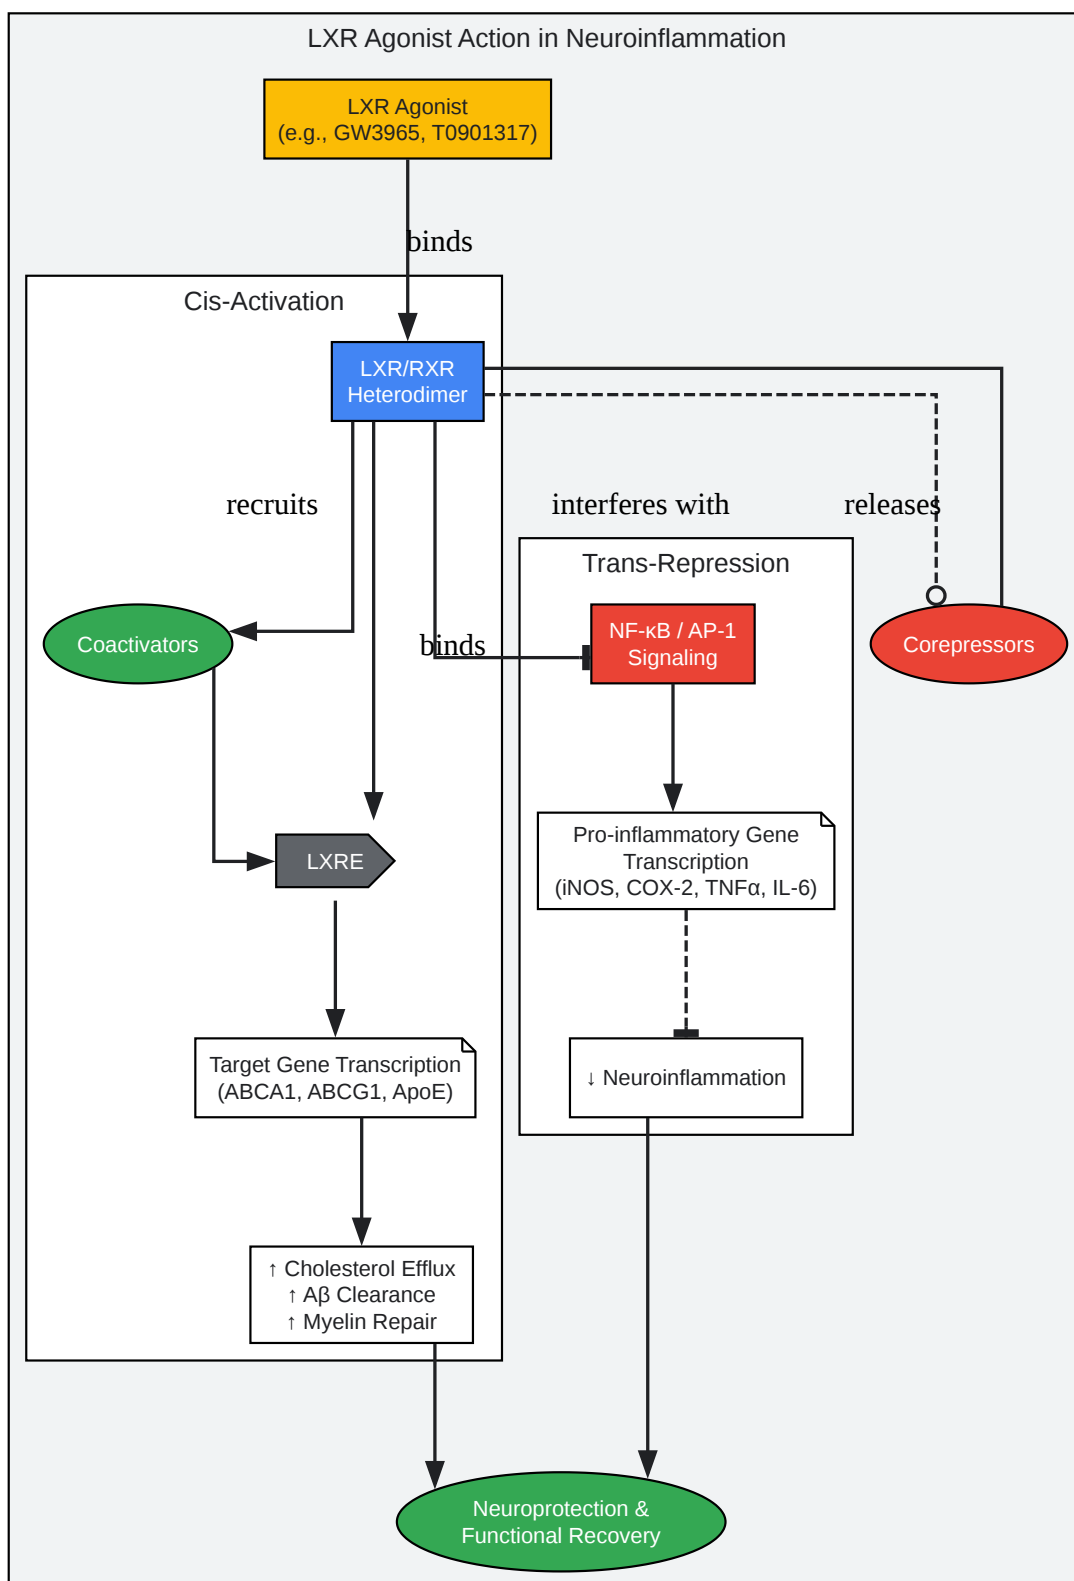 LXR Agonist Action in Neuroinflammation
LXR Agonist
(e.g., GW3965, T0901317)
binds
Cis-Activation
LXR/RXR
Heterodimer
recruits
interferes with
releases
Trans-Repression
Coactivators
binds
NF-κB / AP-1
Signaling
Corepressors
LXRE
Pro-inflammatory Gene
Transcription
(iNOS, COX-2, TNFα, IL-6)
Target Gene Transcription
(ABCA1, ABCG1, ApoE)
↓ Neuroinflammation
↑ Cholesterol Efflux
↑ Aβ Clearance
↑ Myelin Repair
Neuroprotection &
Functional Recovery